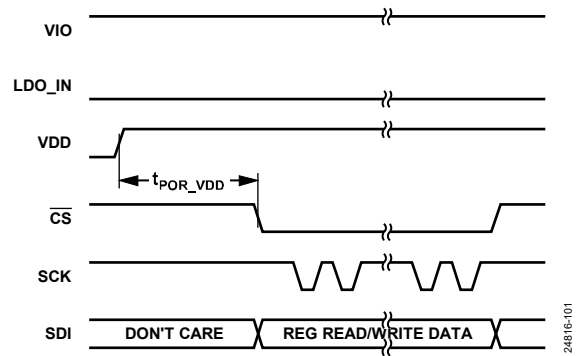 VIO
LDO_IN
VDD
tPOR_VDD
CS
SCK
SDI DON'T CARE REG READ/WRITE DATA
24816-101